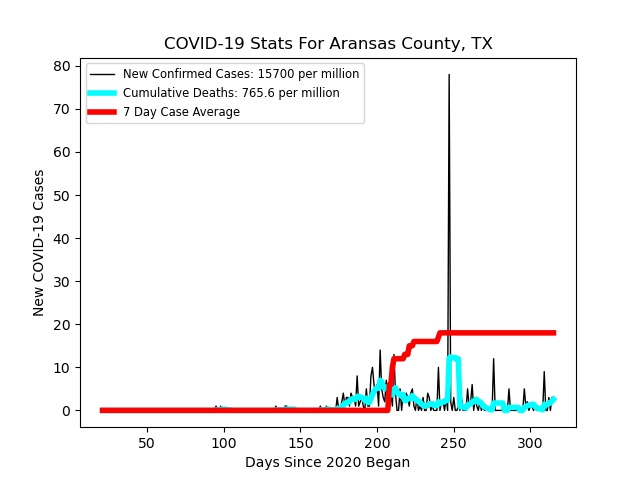 COVID-19 Stats For Aransas County, TX
New Confirmed Cases: 15700 per million
Cumulative Deaths: 765.6 per million
7 Day Case Average
New COVID-19 Cases
80
70
60
50
40
30
20
10
0
50 100 150 200 250 300
Days Since 2020 Began